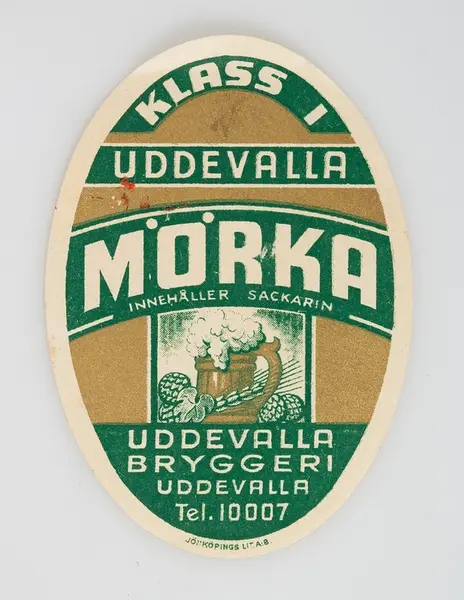 KLASS I
UDDEVALLA
MÖRKA
INNEHÅLLER SACKARIN
UDDEVALLA
BRYGGERI
UDDEVALLA
Tel. 10007
JÖNKÖPINGS LIT. A.B.